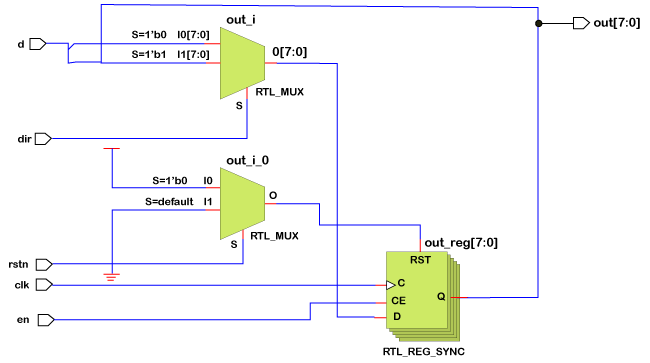 out_i
out[7:0]
d
S=1'b0 I0[7:0]
S=1'b1 I1[7:0]
0[7:0]
S
RTL_MUX
dir
out_i_0
S=1'b0 I0
S=default I1
O
S
RTL_MUX
out_reg[7:0]
rstn
RST
clk
C
CE
Q
en
D
RTL_REG_SYNC